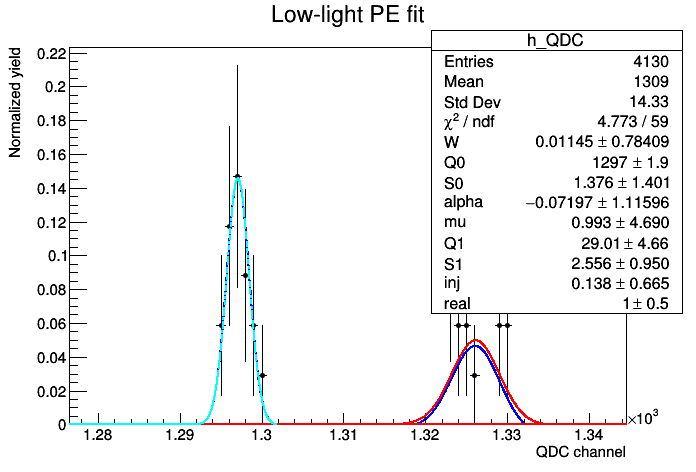 Low-light PE fit
Normalized yield
h_QDC
Entries 4130
Mean 1309
Std Dev 14.33
χ² / ndf 4.773 / 59
W 0.01145 ± 0.78409
Q0 1297 ± 1.9
S0 1.376 ± 1.401
alpha −0.07197 ± 1.11596
mu 0.993 ± 4.690
Q1 29.01 ± 4.66
S1 2.556 ± 0.950
inj 0.138 ± 0.665
real 1 ± 0.5
0.22
0.2
0.18
0.16
0.14
0.12
0.1
0.08
0.06
0.04
0.02
0
1.28 1.29 1.3 1.31 1.32 1.33 1.34
×10³
QDC channel